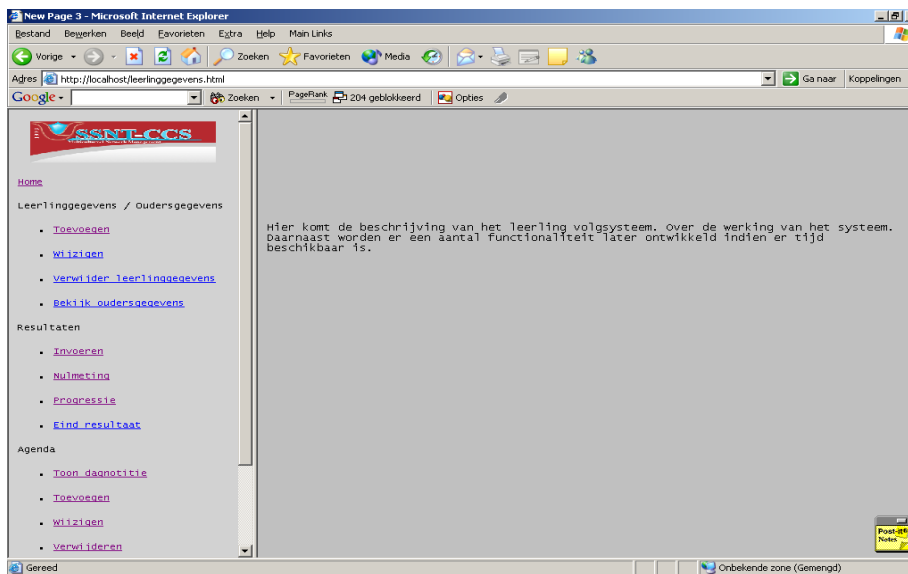 New Page 3 - Microsoft Internet Explorer
Bestand Bewerken Beeld Favorieten Extra Help Main Links
Vorige Zoeken Favorieten Media
Adres http://localhost/leerlinggegevens.html Ga naar Koppelingen
Google - Zoeken PageRank 204 geblokkeerd Opties
SSNT-CCS
Home
Leerlinggegevens / Oudersgegevens
Toevoegen
Wijzigen
Verwijder leerlinggegevens
Bekijk oudersgegevens
Resultaten
Invoeren
Nulmeting
Progressie
Eind resultaat
Agenda
Toon dagnotitie
Toevoegen
Wijzigen
Verwijderen
Hier komt de beschrijving van het leerling volgsysteem. Over de werking van het systeem.
Daarnaast worden er een aantal functionaliteit later ontwikkeld indien er tijd
beschikbaar is.
Post-it®
Notes
Gereed Onbekende zone (Gemengd)